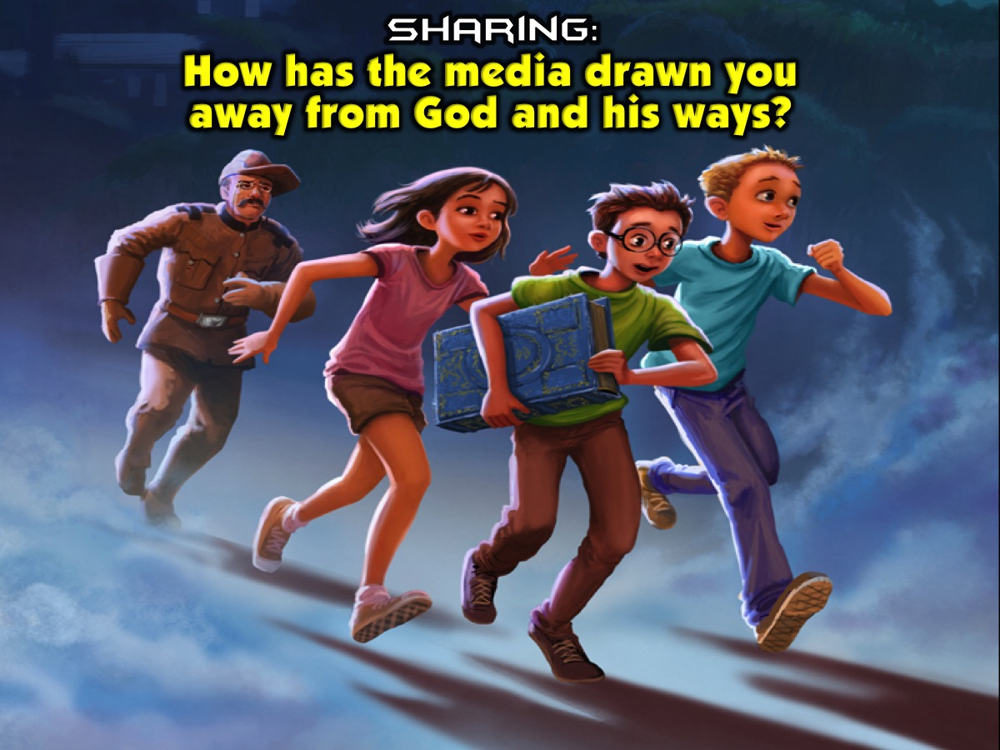 SHARING:
How has the media drawn you
away from God and his ways?